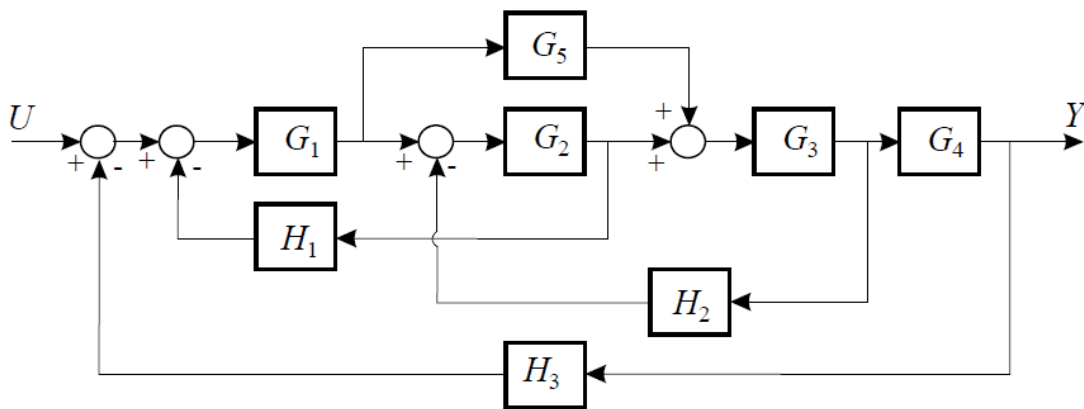 G₅
U
G₁
G₂
G₃
G₄
Y
+
-
+
-
+
-
+
+
H₁
H₂
H₃